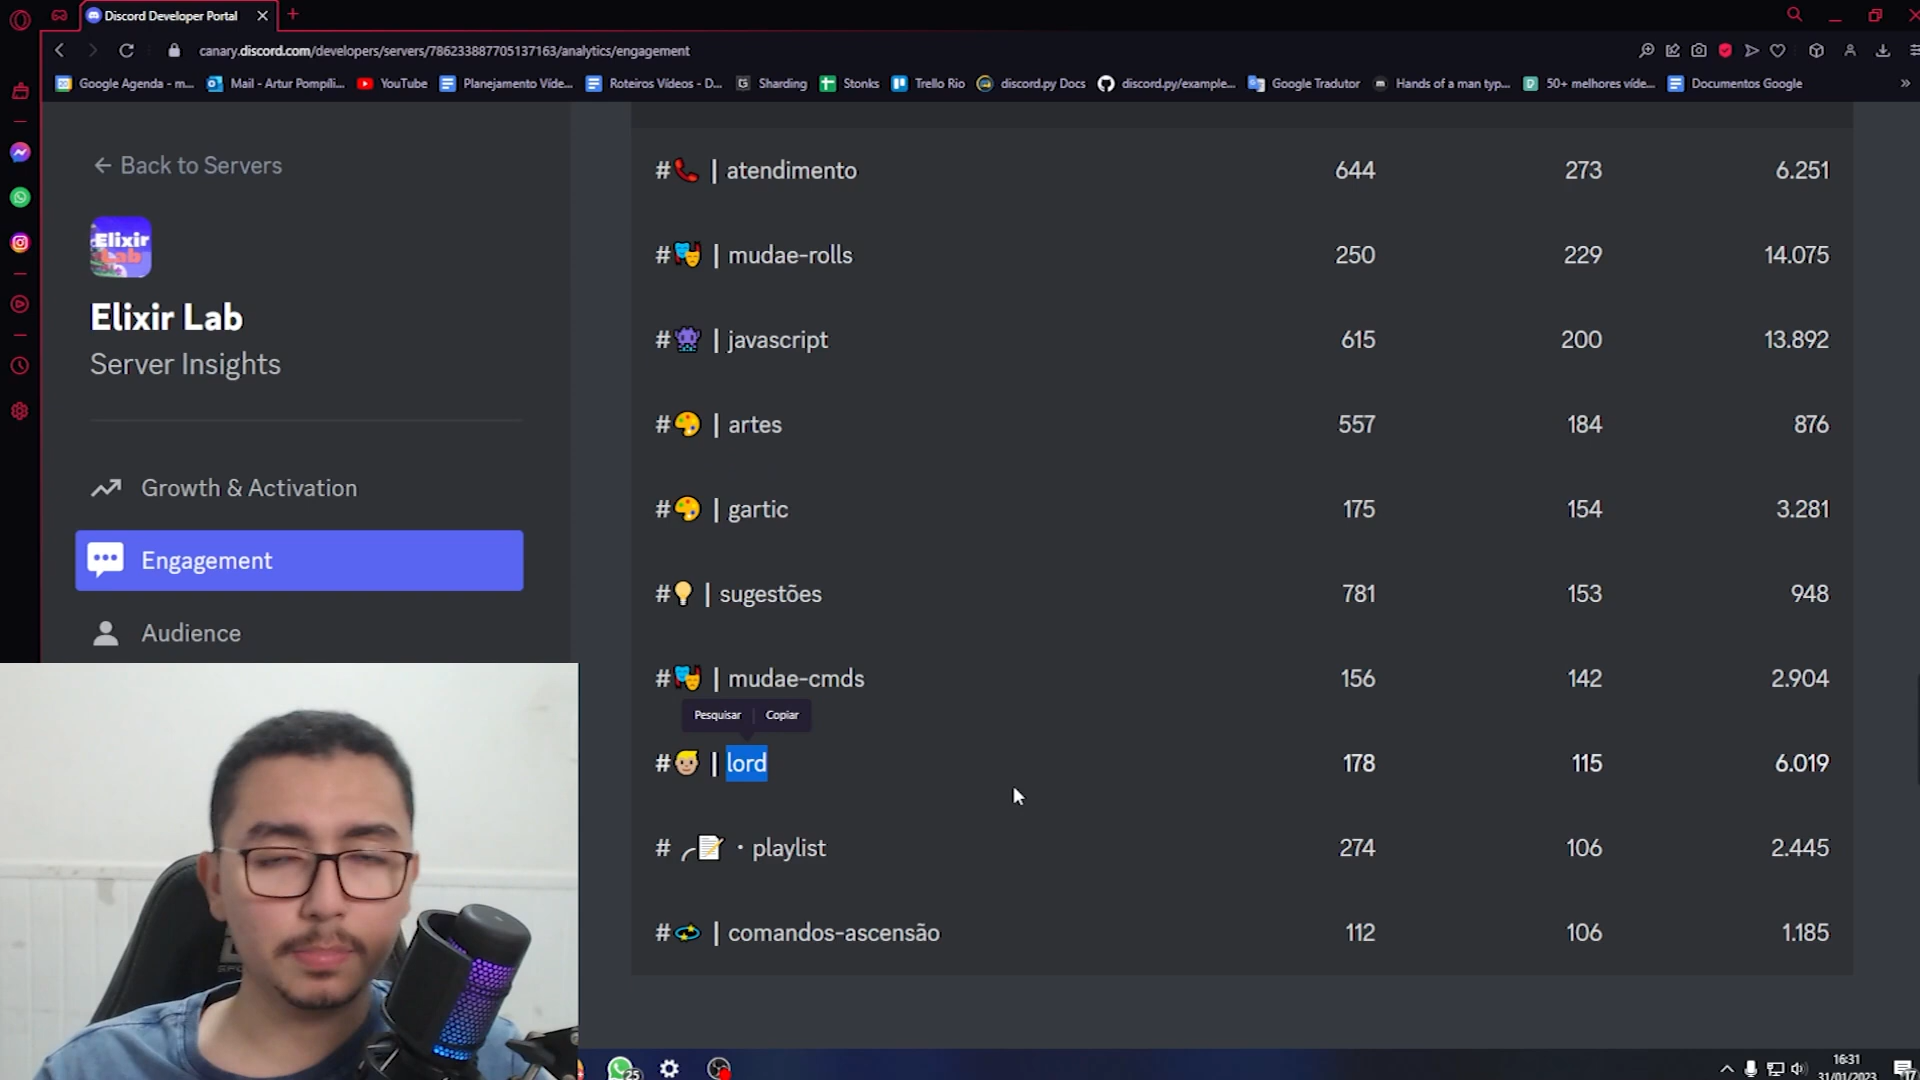 Discord Developer Portal
canary.discord.com/developers/servers/786233887705137163/analytics/engagement
Google Agenda - m... Mail - Artur Pompíli... YouTube Planejamento Víde... Roteiros Vídeos - D... Sharding Stonks Trello Rio discord.py Docs discord.py/example... Google Tradutor Hands of a man typ... 50+ melhores víde... Documentos Google
← Back to Servers
Elixir Lab
Elixir Lab
Server Insights
Growth & Activation
Engagement
Audience
# | atendimento 644 273 6.251
# | mudae-rolls 250 229 14.075
# | javascript 615 200 13.892
# | artes 557 184 876
# | gartic 175 154 3.281
# | sugestões 781 153 948
# | mudae-cmds 156 142 2.904
Pesquisar Copiar
# | lord 178 115 6.019
# ・playlist 274 106 2.445
# | comandos-ascensão 112 106 1.185
25
16:31
31/01/2023
17